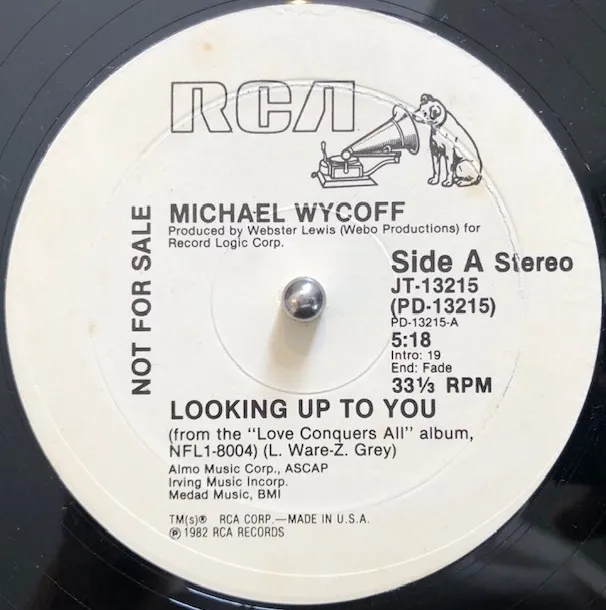 RCA
NOT FOR SALE
MICHAEL WYCOFF
Produced by Webster Lewis (Webo Productions) for
Record Logic Corp.
Side A Stereo
JT-13215
(PD-13215)
PD-13215-A
5:18
Intro: 19
End: Fade
33⅓ RPM
LOOKING UP TO YOU
(from the "Love Conquers All" album,
NFL1-8004) (L. Ware-Z. Grey)
Almo Music Corp., ASCAP
Irving Music Incorp.
Medad Music, BMI
TM(s)® RCA CORP.—MADE IN U.S.A.
℗ 1982 RCA RECORDS